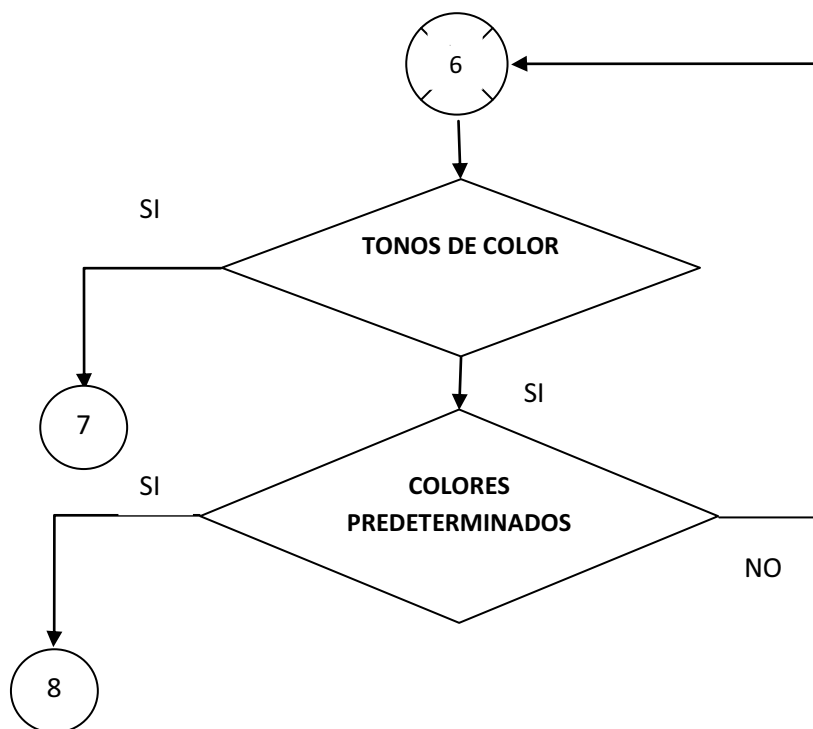 6
SI
TONOS DE COLOR
7
SI
SI
COLORES
PREDETERMINADOS
NO
8